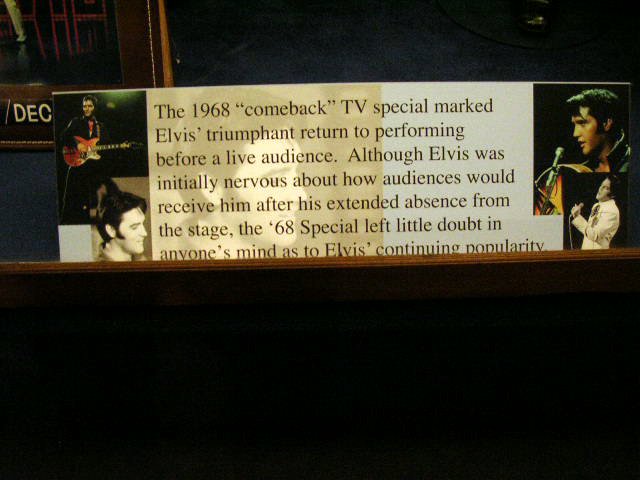 /DEC
The 1968 “comeback” TV special marked
Elvis’ triumphant return to performing
before a live audience. Although Elvis was
initially nervous about how audiences would
receive him after his extended absence from
the stage, the ‘68 Special left little doubt in
anyone’s mind as to Elvis’ continuing popularity